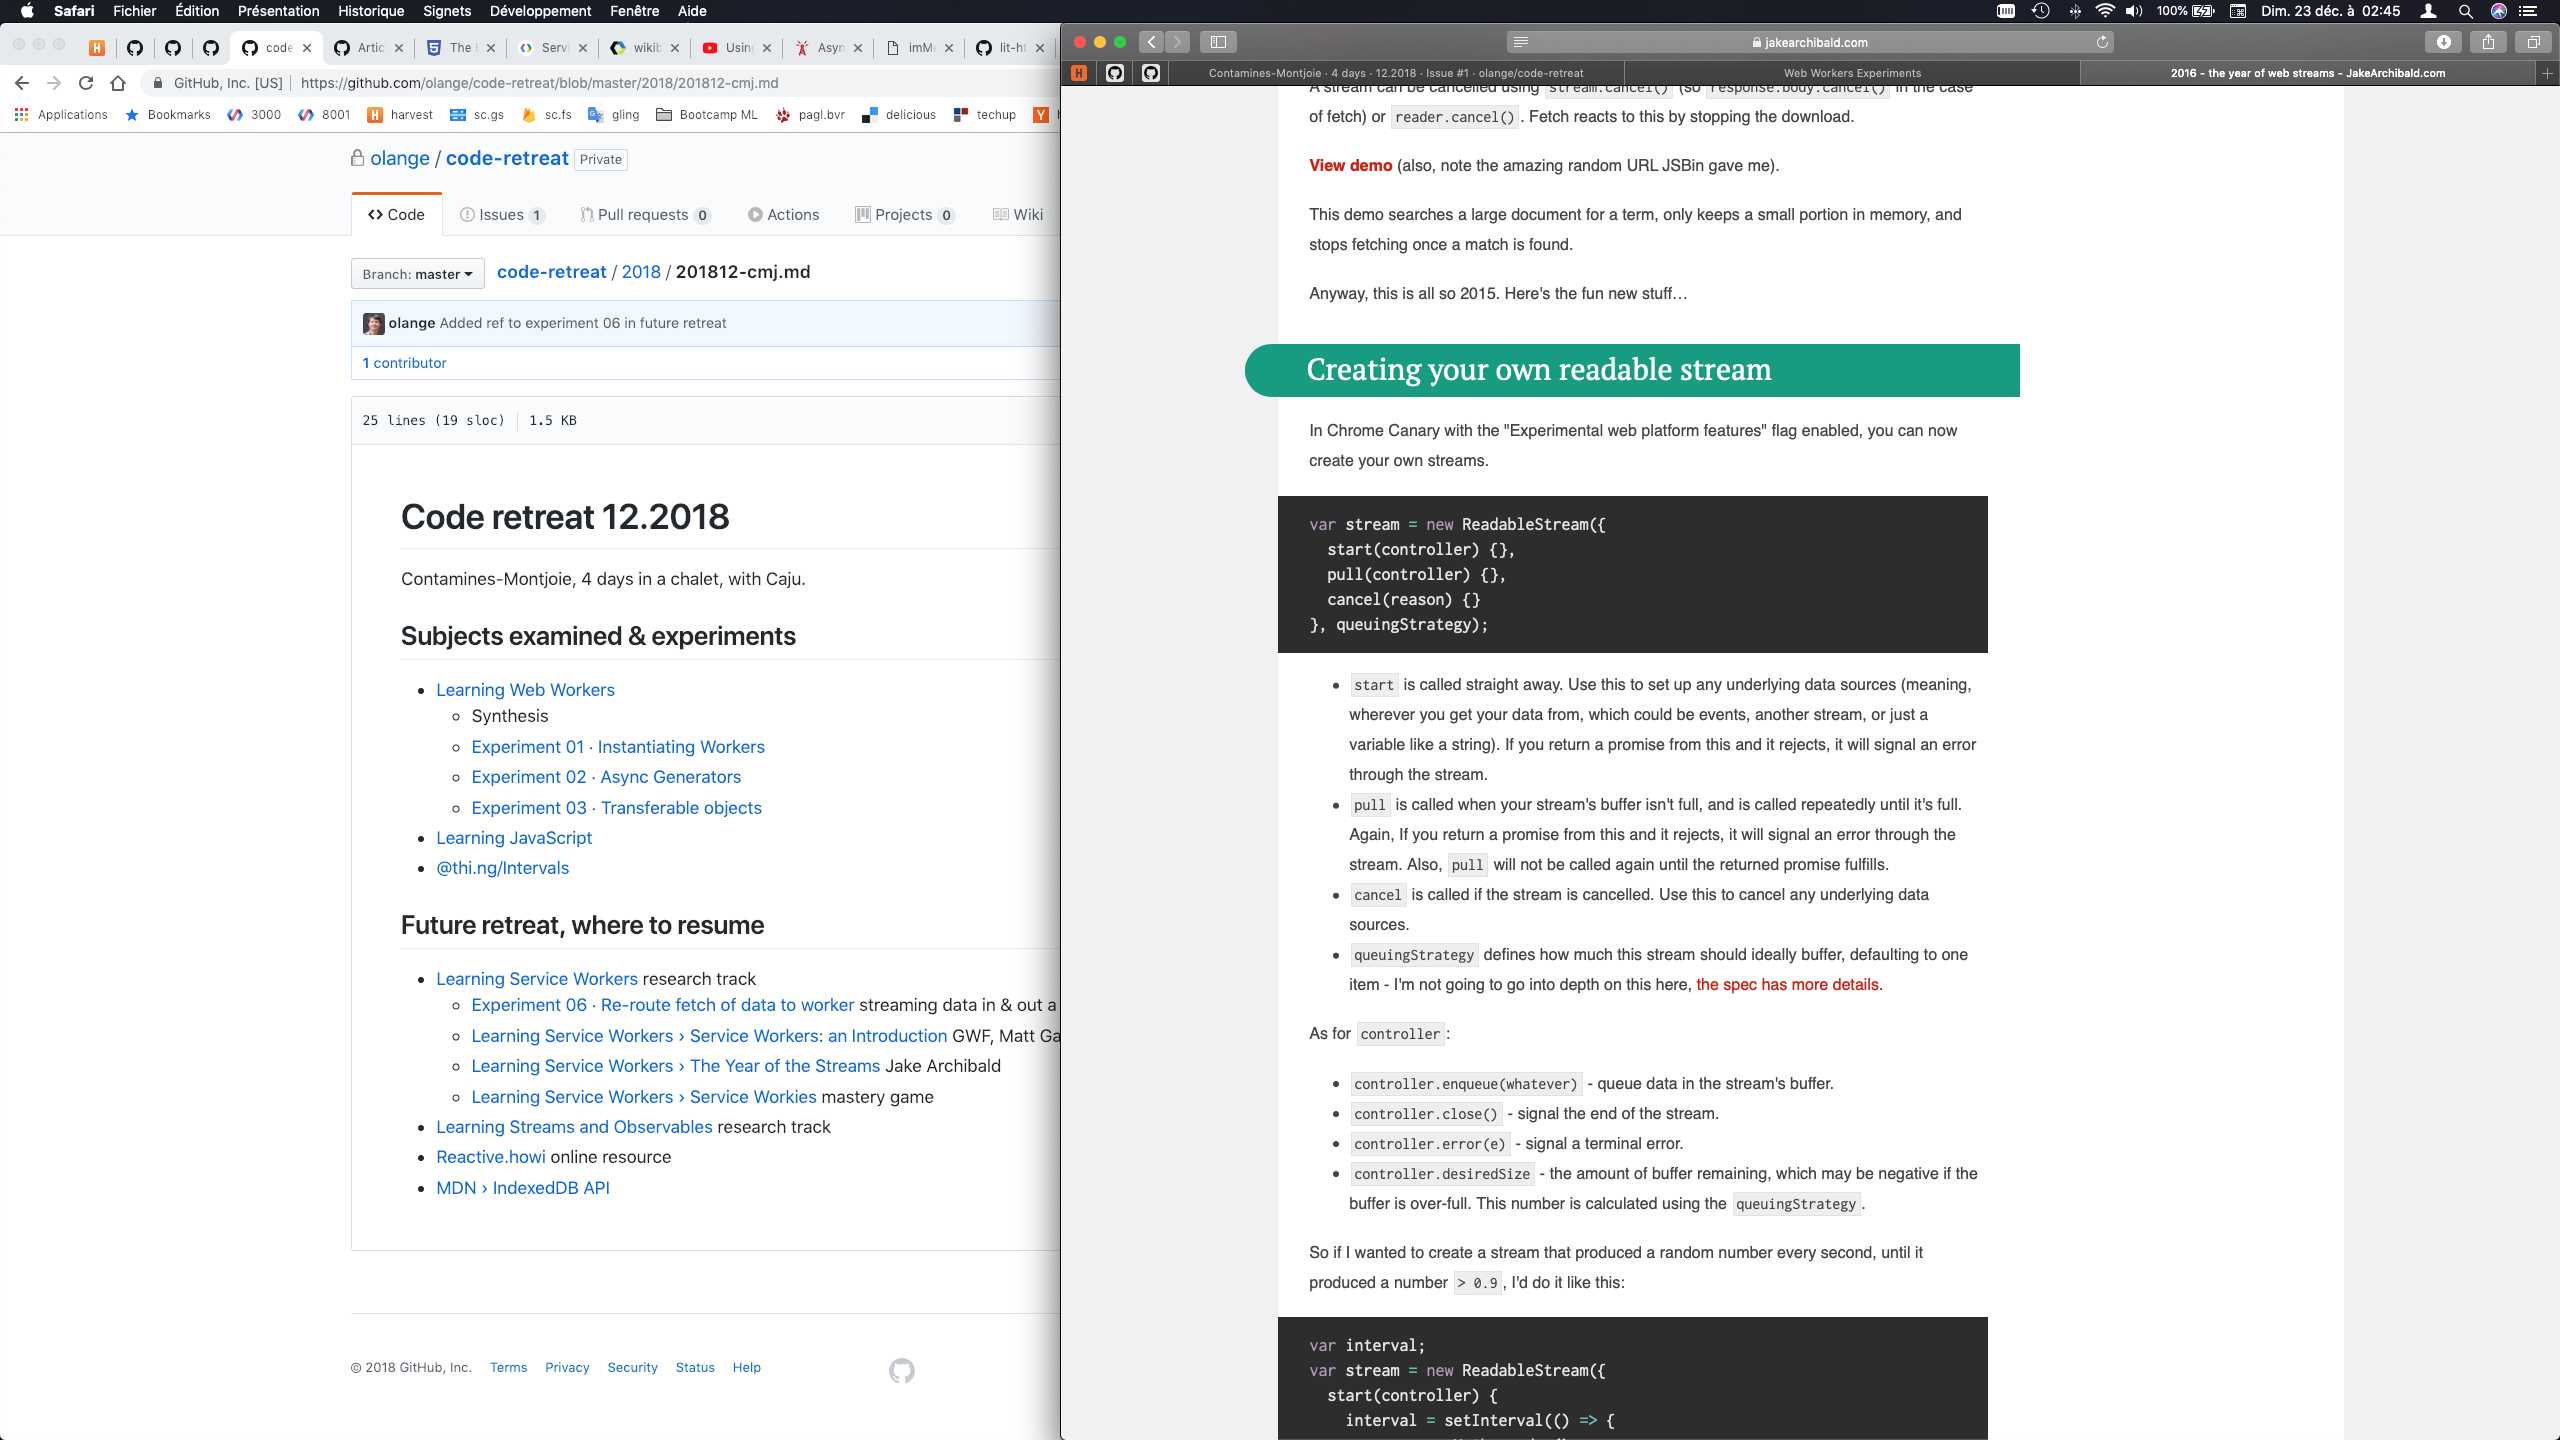 Safari Fichier Édition Présentation Historique Signets Développement Fenêtre Aide
100% Dim. 23 déc. à 02:45
code
Artic
The
Servi
wikib
Usin
Asyn
imM
lit-ht
GitHub, Inc. [US] https://github.com/olange/code-retreat/blob/master/2018/201812-cmj.md
Applications Bookmarks 3000 8001 harvest sc.gs sc.fs gling Bootcamp ML pagl.bvr delicious techup
olange / code-retreat Private
Code Issues 1 Pull requests 0 Actions Projects 0 Wiki
Branch: master code-retreat / 2018 / 201812-cmj.md
olange Added ref to experiment 06 in future retreat
1 contributor
25 lines (19 sloc) 1.5 KB
Code retreat 12.2018
Contamines-Montjoie, 4 days in a chalet, with Caju.
Subjects examined & experiments
Learning Web Workers
Synthesis
Experiment 01 · Instantiating Workers
Experiment 02 · Async Generators
Experiment 03 · Transferable objects
Learning JavaScript
@thi.ng/Intervals
Future retreat, where to resume
Learning Service Workers research track
Experiment 06 · Re-route fetch of data to worker streaming data in & out a
Learning Service Workers › Service Workers: an Introduction GWF, Matt Ga
Learning Service Workers › The Year of the Streams Jake Archibald
Learning Service Workers › Service Workies mastery game
Learning Streams and Observables research track
Reactive.howi online resource
MDN › IndexedDB API
© 2018 GitHub, Inc. Terms Privacy Security Status Help
jakearchibald.com
Contamines-Montjoie · 4 days · 12.2018 · Issue #1 · olange/code-retreat
Web Workers Experiments
2016 - the year of web streams - JakeArchibald.com
A stream can be cancelled using stream.cancel() (so response.body.cancel() in the case
of fetch) or reader.cancel(). Fetch reacts to this by stopping the download.
View demo (also, note the amazing random URL JSBin gave me).
This demo searches a large document for a term, only keeps a small portion in memory, and
stops fetching once a match is found.
Anyway, this is all so 2015. Here's the fun new stuff…
Creating your own readable stream
In Chrome Canary with the "Experimental web platform features" flag enabled, you can now
create your own streams.
var stream = new ReadableStream({
start(controller) {},
pull(controller) {},
cancel(reason) {}
}, queuingStrategy);
start is called straight away. Use this to set up any underlying data sources (meaning,
wherever you get your data from, which could be events, another stream, or just a
variable like a string). If you return a promise from this and it rejects, it will signal an error
through the stream.
pull is called when your stream's buffer isn't full, and is called repeatedly until it's full.
Again, If you return a promise from this and it rejects, it will signal an error through the
stream. Also, pull will not be called again until the returned promise fulfills.
cancel is called if the stream is cancelled. Use this to cancel any underlying data
sources.
queuingStrategy defines how much this stream should ideally buffer, defaulting to one
item - I'm not going to go into depth on this here, the spec has more details.
As for controller:
controller.enqueue(whatever) - queue data in the stream's buffer.
controller.close() - signal the end of the stream.
controller.error(e) - signal a terminal error.
controller.desiredSize - the amount of buffer remaining, which may be negative if the
buffer is over-full. This number is calculated using the queuingStrategy.
So if I wanted to create a stream that produced a random number every second, until it
produced a number > 0.9, I'd do it like this:
var interval;
var stream = new ReadableStream({
start(controller) {
interval = setInterval(() => {